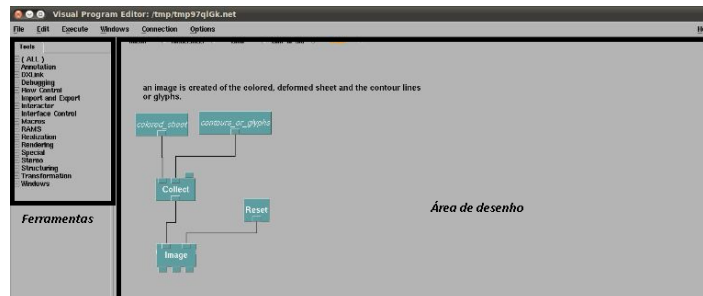 Visual Program Editor: /tmp/tmp97qlGk.net
File Edit Execute Windows Connection Options
Tools
( ALL )
Annotation
DXLink
Debugging
Flow Control
Import and Export
Interactor
Interface Control
Macros
RAMS
Realization
Rendering
Special
Stereo
Structuring
Transformation
Windows
Ferramentas
an image is created of the colored, deformed sheet and the contour lines
or glyphs.
colored_sheet
contours_or_glyphs
Collect
Reset
Image
Área de desenho